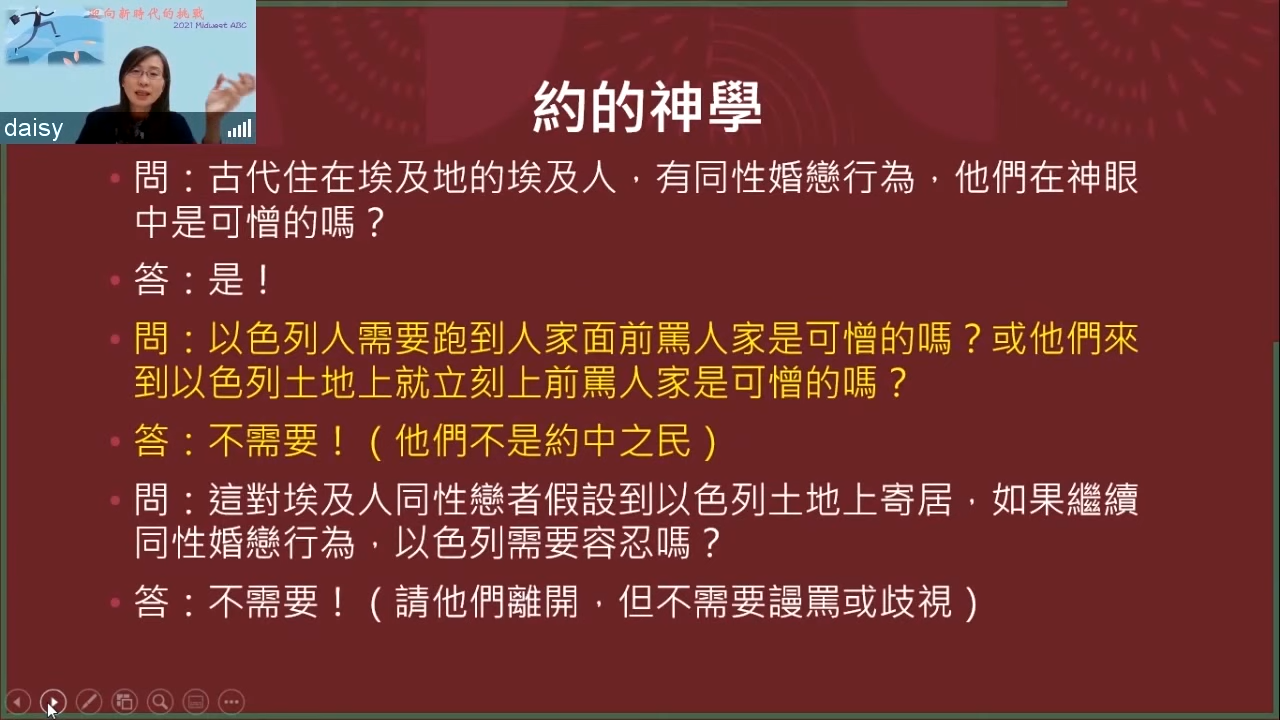 迎向新時代的挑戰
2021 Midwest ABC
daisy
約的神學
• 問：古代住在埃及地的埃及人，有同性婚戀行為，他們在神眼
中是可憎的嗎？
• 答：是！
• 問：以色列人需要跑到人家面前罵人家是可憎的嗎？或他們來
到以色列土地上就立刻上前罵人家是可憎的嗎？
• 答：不需要！（他們不是約中之民）
• 問：這對埃及人同性戀者假設到以色列土地上寄居，如果繼續
同性婚戀行為，以色列需要容忍嗎？
• 答：不需要！（請他們離開，但不需要謾罵或歧視）